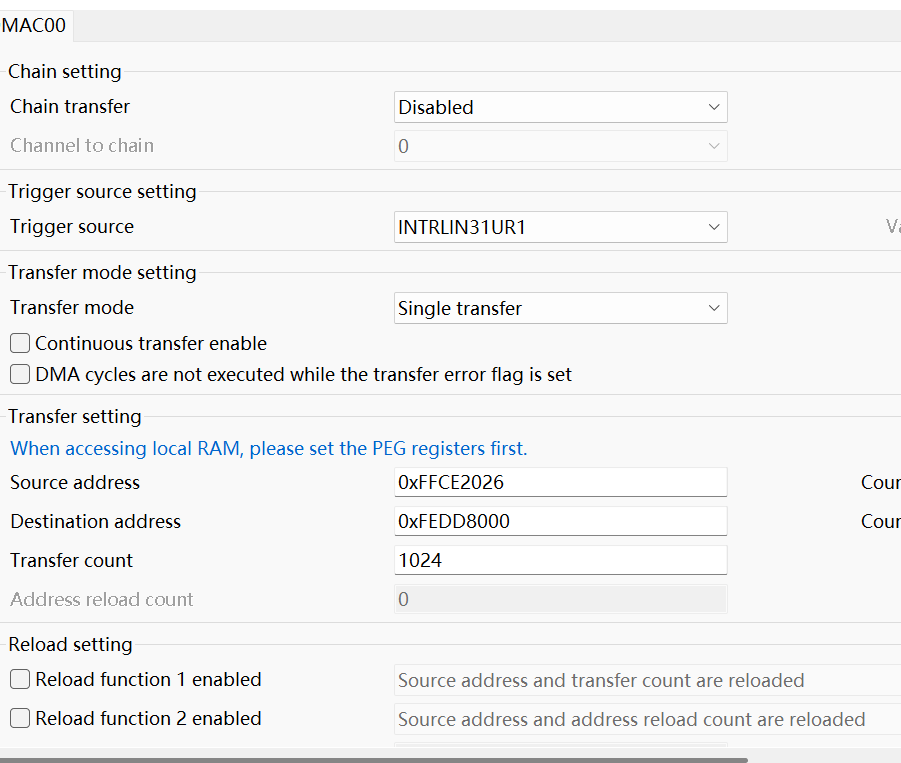 MAC00
Chain setting
Chain transfer Disabled
Channel to chain 0
Trigger source setting
Trigger source INTRLIN31UR1
Transfer mode setting
Transfer mode Single transfer
Continuous transfer enable
DMA cycles are not executed while the transfer error flag is set
Transfer setting
When accessing local RAM, please set the PEG registers first.
Source address 0xFFCE2026
Destination address 0xFEDD8000
Transfer count 1024
Address reload count 0
Reload setting
Reload function 1 enabled Source address and transfer count are reloaded
Reload function 2 enabled Source address and address reload count are reloaded